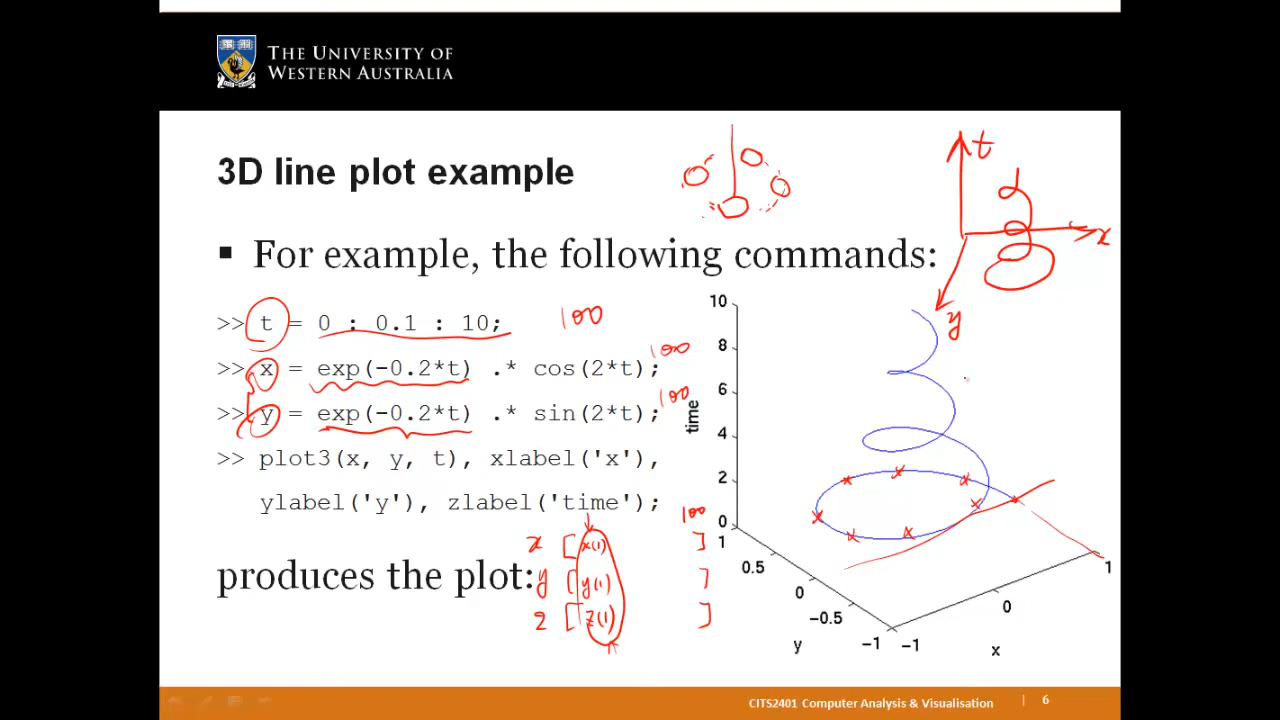 THE UNIVERSITY OF
WESTERN AUSTRALIA
3D line plot example
t
x
y
▪ For example, the following commands:
>> t = 0 : 0.1 : 10; 100
>> x = exp(-0.2*t) .* cos(2*t); 100
>> y = exp(-0.2*t) .* sin(2*t); 100
>> plot3(x, y, t), xlabel('x'),
ylabel('y'), zlabel('time');
produces the plot:
100
x [ x(1) ]
y [ y(1) ]
z [ z(1) ]
10
8
6
4
2
0
time
1
0.5
0
-0.5
-1
y
-1
0
1
x
CITS2401 Computer Analysis & Visualisation | 6